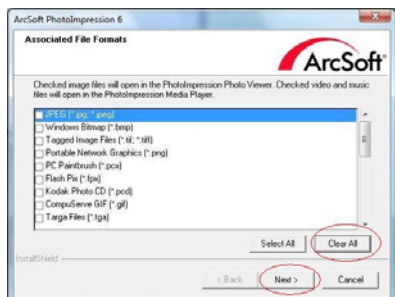 ArcSoft PhotoImpression 6
Associated File Formats
ArcSoft
Checked image files will open in the PhotoImpression Photo Viewer. Checked video and music
files will open in the PhotoImpression Media Player.
JPEG (*.jpg; *.jpeg)
Windows Bitmap (*.bmp)
Tagged Image Files (*.tif; *.tiff)
Portable Network Graphics (*.png)
PC Paintbrush (*.pcx)
Flash Pix (*.fpx)
Kodak Photo CD (*.pcd)
CompuServe GIF (*.gif)
Targa Files (*.tga)
Select All Clear All
InstallShield
< Back Next > Cancel